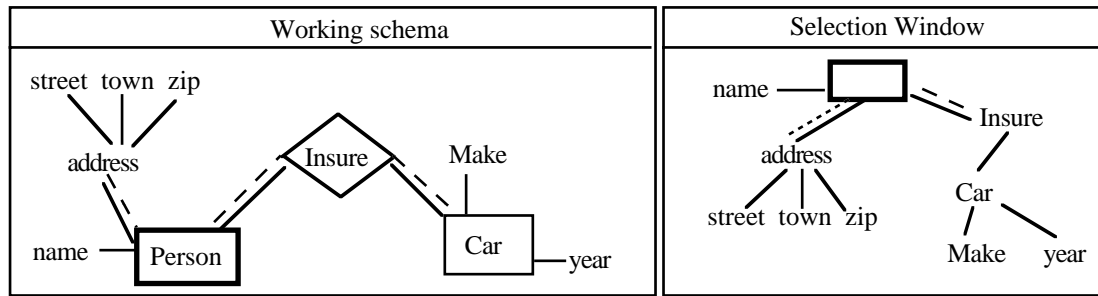 Working schema
street town zip
address
Insure
Make
name
Person
Car
year
Selection Window
name
Insure
address
Car
street town zip
Make
year